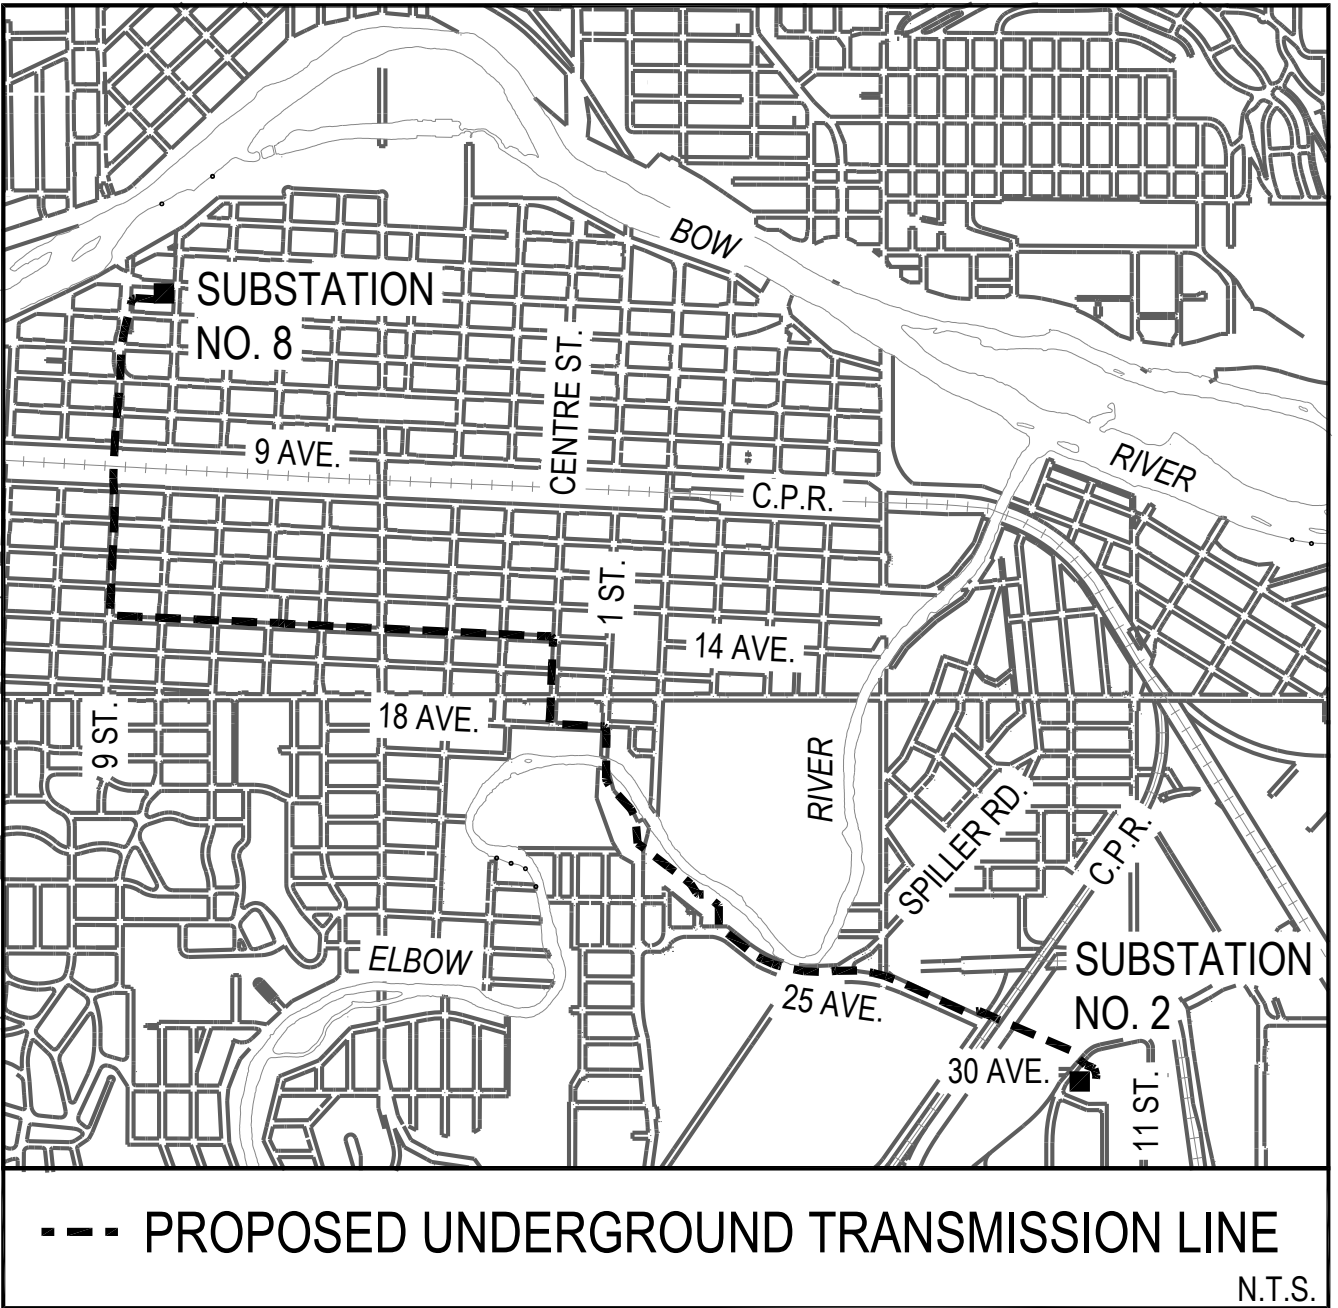 BOW
SUBSTATION
NO. 8
CENTRE ST.
9 AVE.
RIVER
C.P.R.
1 ST.
14 AVE.
18 AVE.
9 ST.
RIVER
SPILLER RD.
C.P.R.
ELBOW
SUBSTATION
NO. 2
25 AVE.
30 AVE.
11 ST.
PROPOSED UNDERGROUND TRANSMISSION LINE
N.T.S.